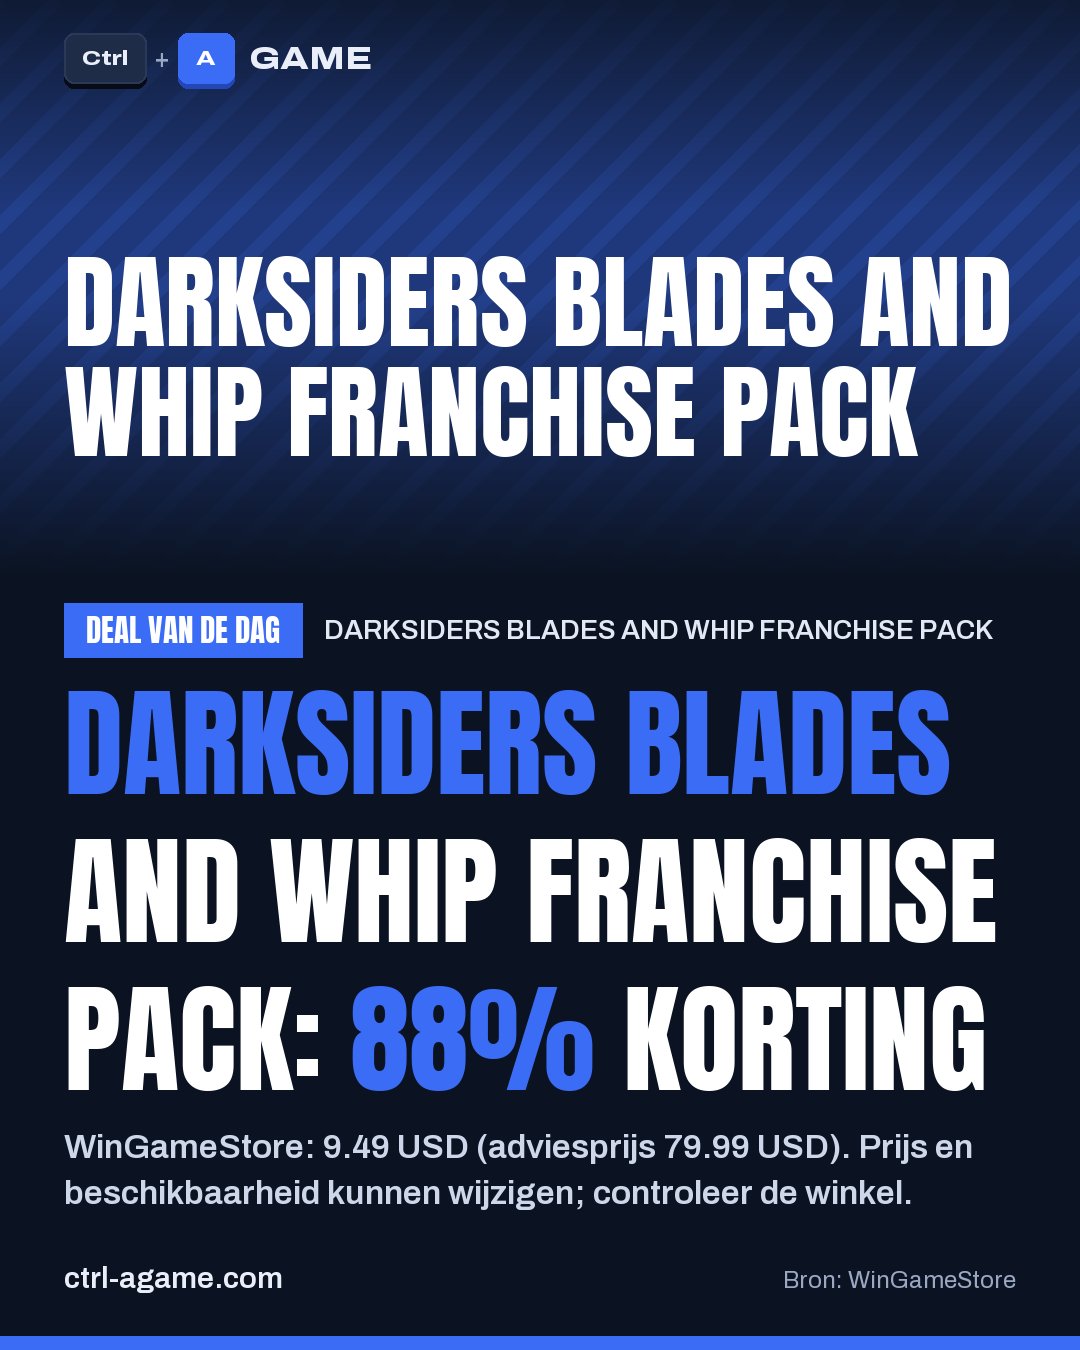 Ctrl + A GAME
DARKSIDERS BLADES AND
WHIP FRANCHISE PACK
DEAL VAN DE DAG DARKSIDERS BLADES AND WHIP FRANCHISE PACK
DARKSIDERS BLADES
AND WHIP FRANCHISE
PACK: 88% KORTING
WinGameStore: 9.49 USD (adviesprijs 79.99 USD). Prijs en
beschikbaarheid kunnen wijzigen; controleer de winkel.
ctrl-agame.com Bron: WinGameStore